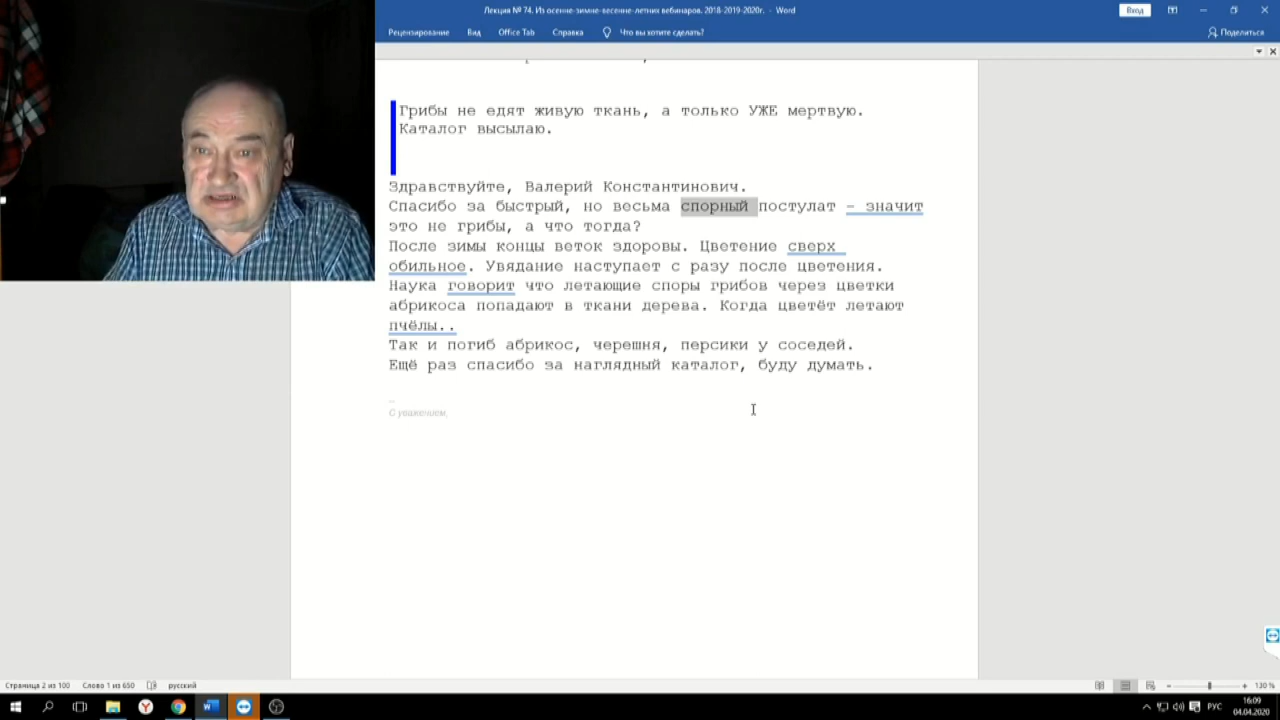 Лекция № 74. Из осенне-зимне-весенне-летних вебинаров. 2018-2019-2020г. - Word
Вход
Рецензирование Вид Office Tab Справка Что вы хотите сделать? Поделиться
Грибы не едят живую ткань, а только УЖЕ мертвую.
Каталог высылаю.
Здравствуйте, Валерий Константинович.
Спасибо за быстрый, но весьма спорный постулат – значит
это не грибы, а что тогда?
После зимы концы веток здоровы. Цветение сверх
обильное. Увядание наступает с разу после цветения.
Наука говорит что летающие споры грибов через цветки
абрикоса попадают в ткани дерева. Когда цветёт летают
пчёлы..
Так и погиб абрикос, черешня, персики у соседей.
Ещё раз спасибо за наглядный каталог, буду думать.
--
С уважением,
Страница 2 из 100 Слово 1 из 650 русский 130 %
РУС
16:09
04.04.2020